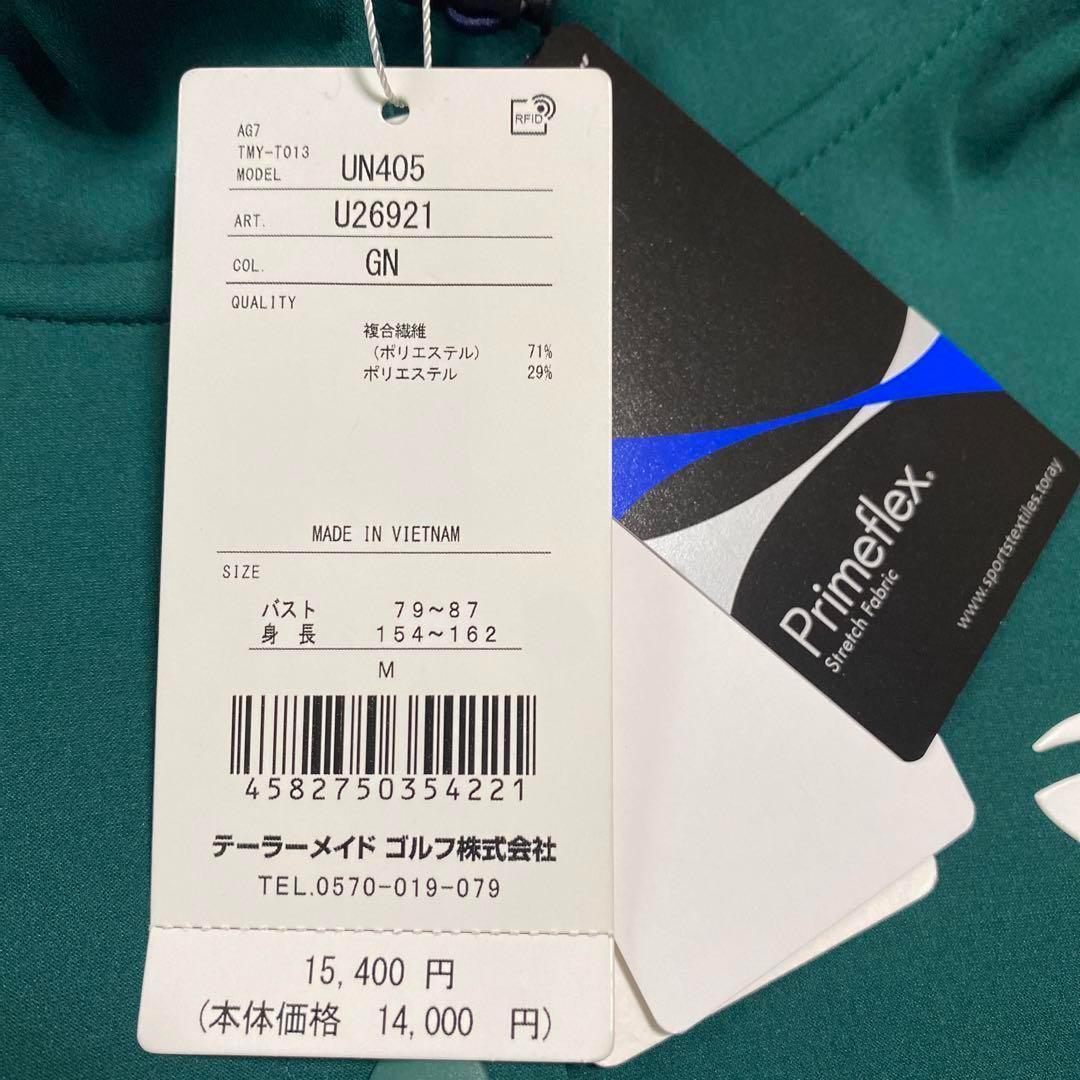 RFID
AG7
TMY-T013
MODEL UN405
ART. U26921
COL. GN
QUALITY
複合繊維
(ポリエステル) 71%
ポリエステル 29%
MADE IN VIETNAM
SIZE
バスト 79～87
身 長 154～162
M
4582750354221
テーラーメイド ゴルフ株式会社
TEL.0570-019-079
15,400 円
(本体価格 14,000 円)
Primeflex®
Stretch Fabric
www.sportstextiles.toray